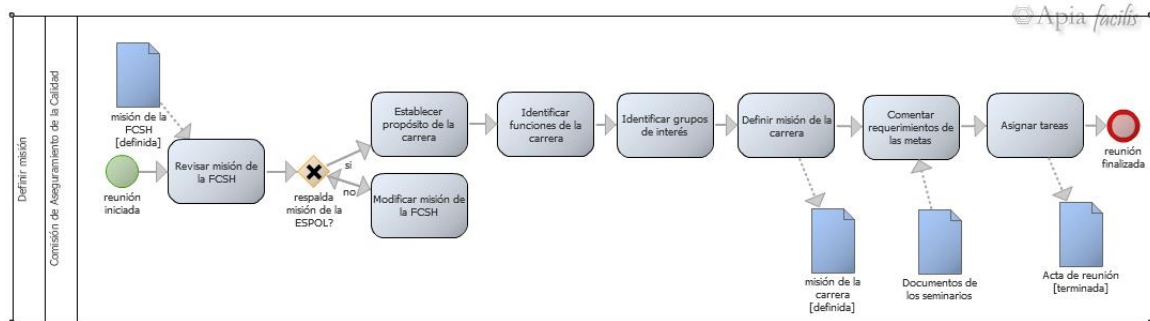 Apia facilis
Definir misión
Comisión de Aseguramiento de la Calidad
misión de la
FCSH
[definida]
reunión
iniciada
Revisar misión de
la FCSH
respalda
misión de la
ESPOL?
si
no
Establecer
propósito de la
carrera
Modificar misión de
la FCSH
Identificar
funciones de la
carrera
Identificar grupos
de interés
Definir misión de la
carrera
misión de la
carrera
[definida]
Comentar
requerimientos de
las metas
Documentos de
los seminarios
Asignar tareas
Acta de reunión
[terminada]
reunión
finalizada